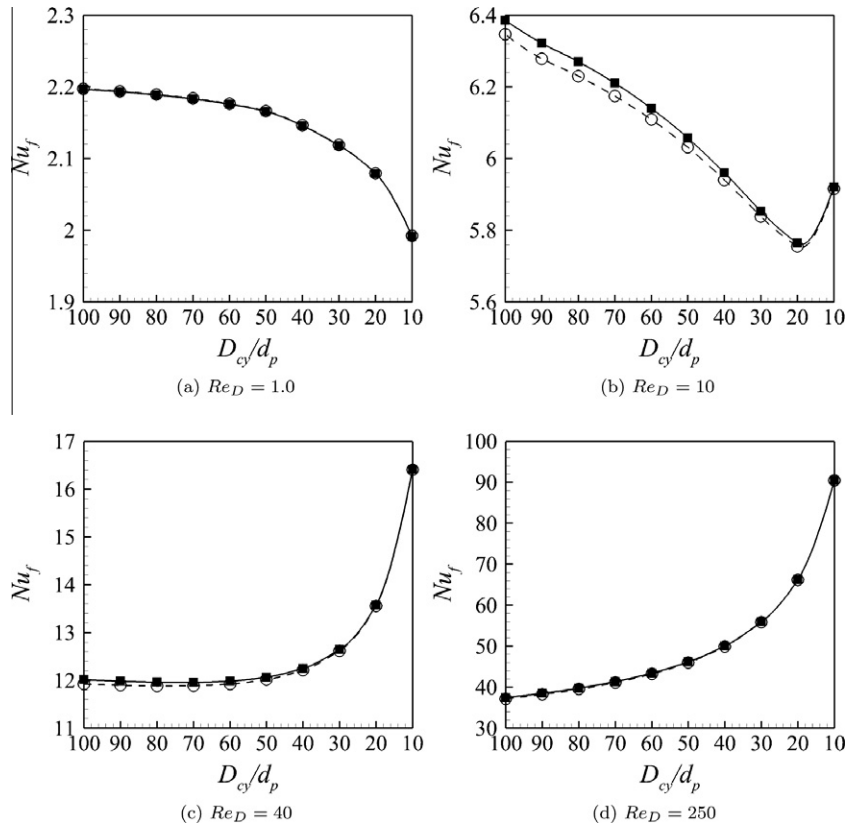 2.3
2.2
2.1
2
1.9
Nu_f
100 90 80 70 60 50 40 30 20 10
D_cy/d_p
(a) Re_D = 1.0
6.4
6.2
6
5.8
5.6
Nu_f
100 90 80 70 60 50 40 30 20 10
D_cy/d_p
(b) Re_D = 10
17
16
15
14
13
12
11
Nu_f
100 90 80 70 60 50 40 30 20 10
D_cy/d_p
(c) Re_D = 40
100
90
80
70
60
50
40
30
Nu_f
100 90 80 70 60 50 40 30 20 10
D_cy/d_p
(d) Re_D = 250